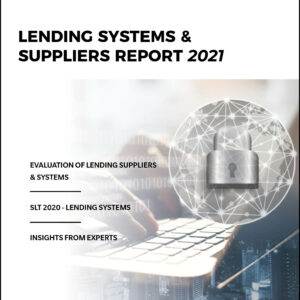 LENDING SYSTEMS &
SUPPLIERS REPORT 2021
EVALUATION OF LENDING SUPPLIERS
& SYSTEMS
SLT 2020 - LENDING SYSTEMS
INSIGHTS FROM EXPERTS